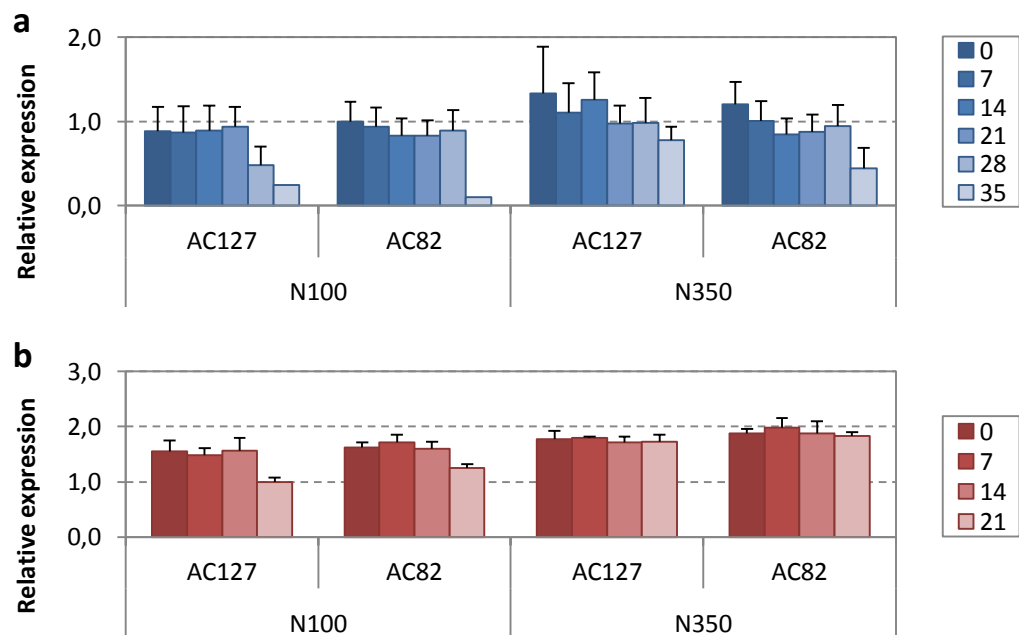 a
Relative expression
2,0
1,0
0,0
AC127
AC82
AC127
AC82
N100
N350
0
7
14
21
28
35
b
Relative expression
3,0
2,0
1,0
0,0
AC127
AC82
AC127
AC82
N100
N350
0
7
14
21